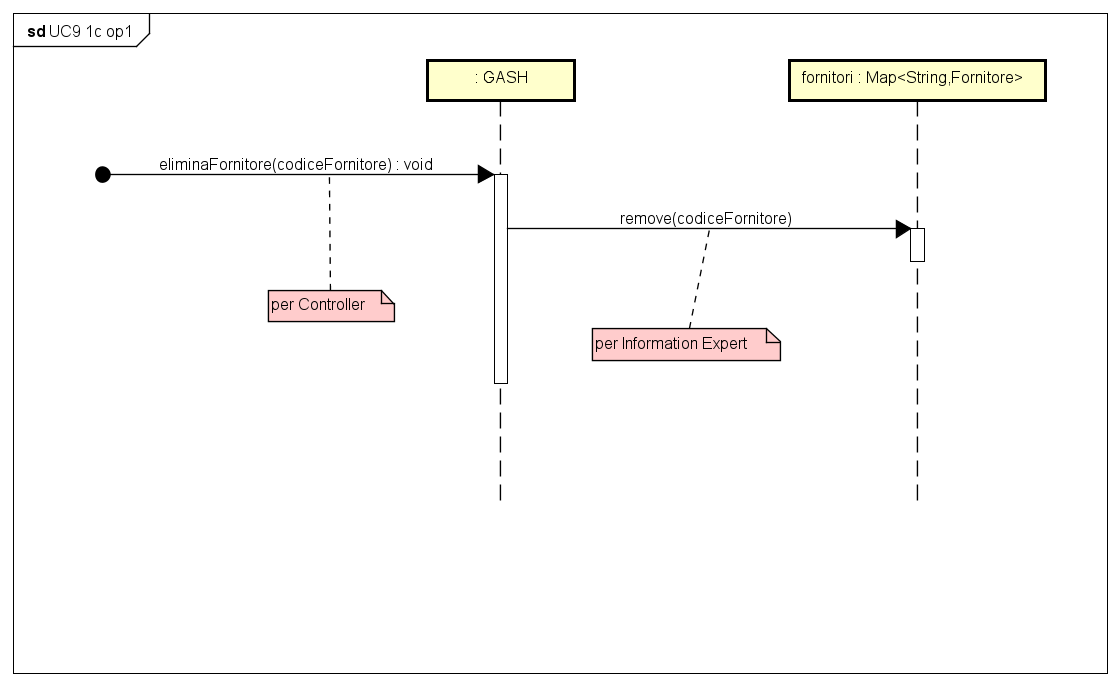 sd UC9 1c op1
: GASH
fornitori : Map<String,Fornitore>
eliminaFornitore(codiceFornitore) : void
remove(codiceFornitore)
per Controller
per Information Expert